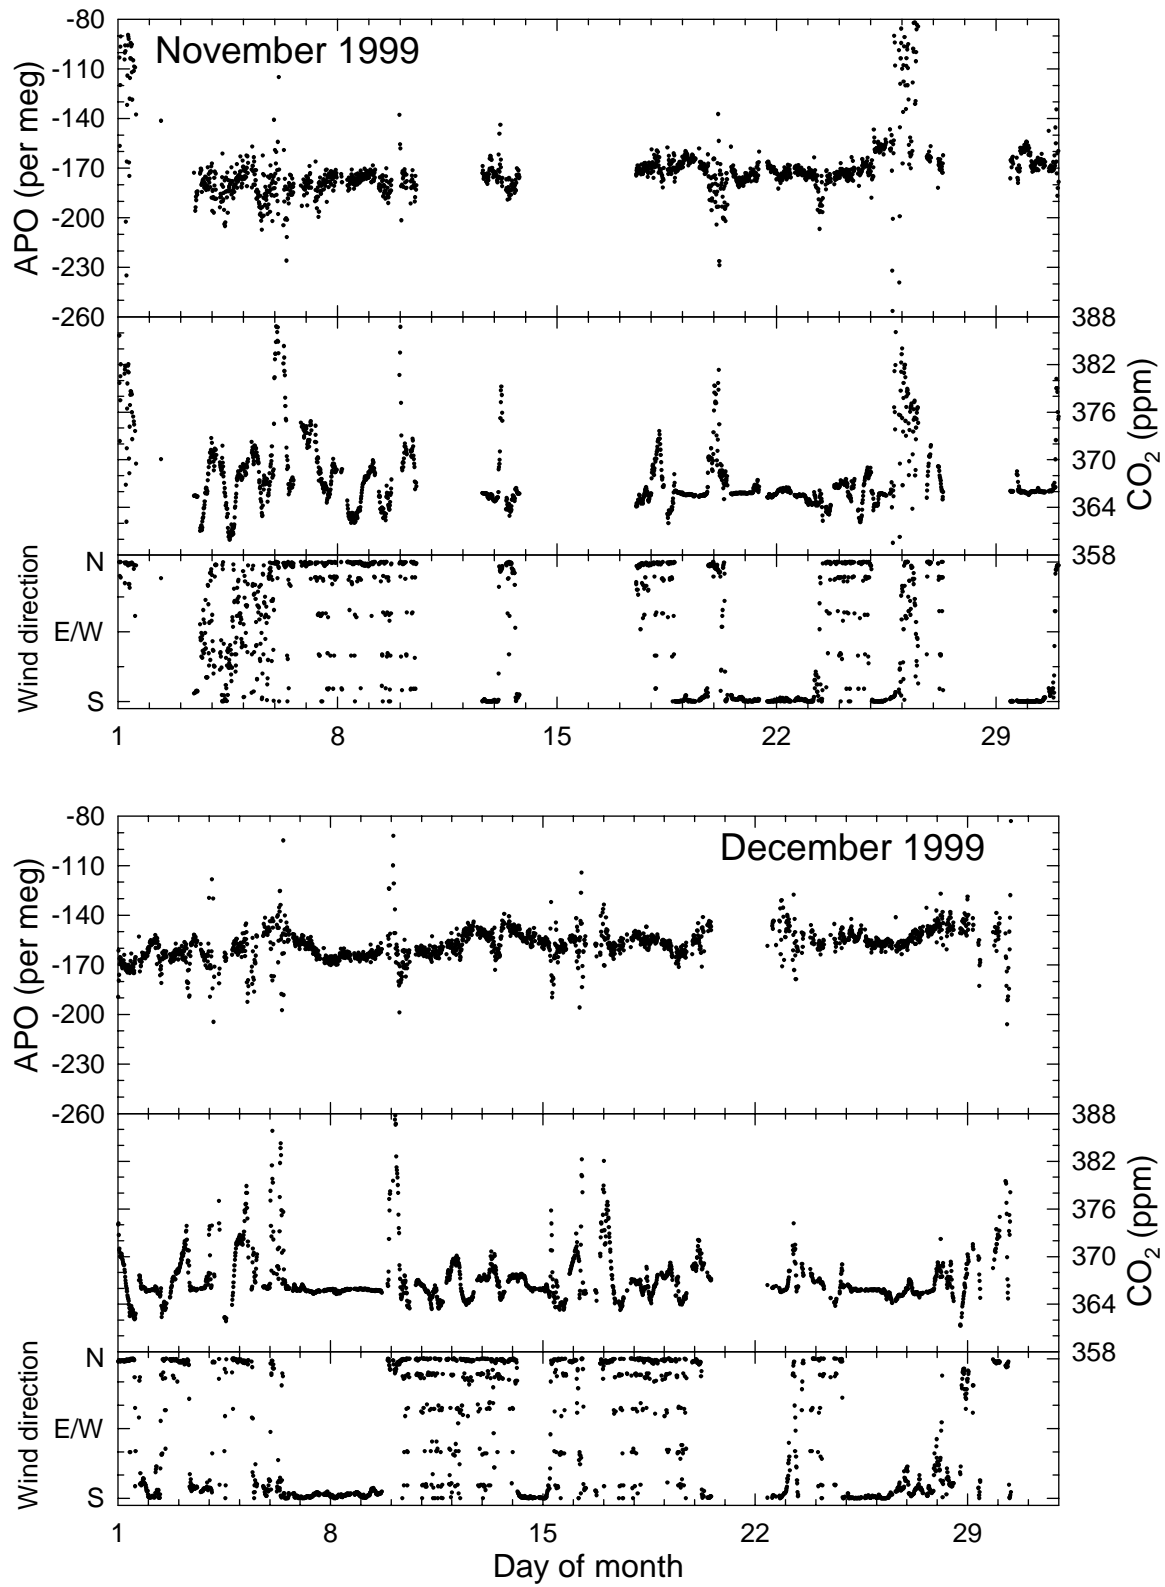 November 1999
-80
-110
-140
-170
-200
-230
-260
APO (per meg)
388
382
376
370
364
358
CO2 (ppm)
N
E/W
S
Wind direction
1 8 15 22 29
December 1999
-80
-110
-140
-170
-200
-230
-260
APO (per meg)
388
382
376
370
364
358
CO2 (ppm)
N
E/W
S
Wind direction
1 8 15 22 29
Day of month